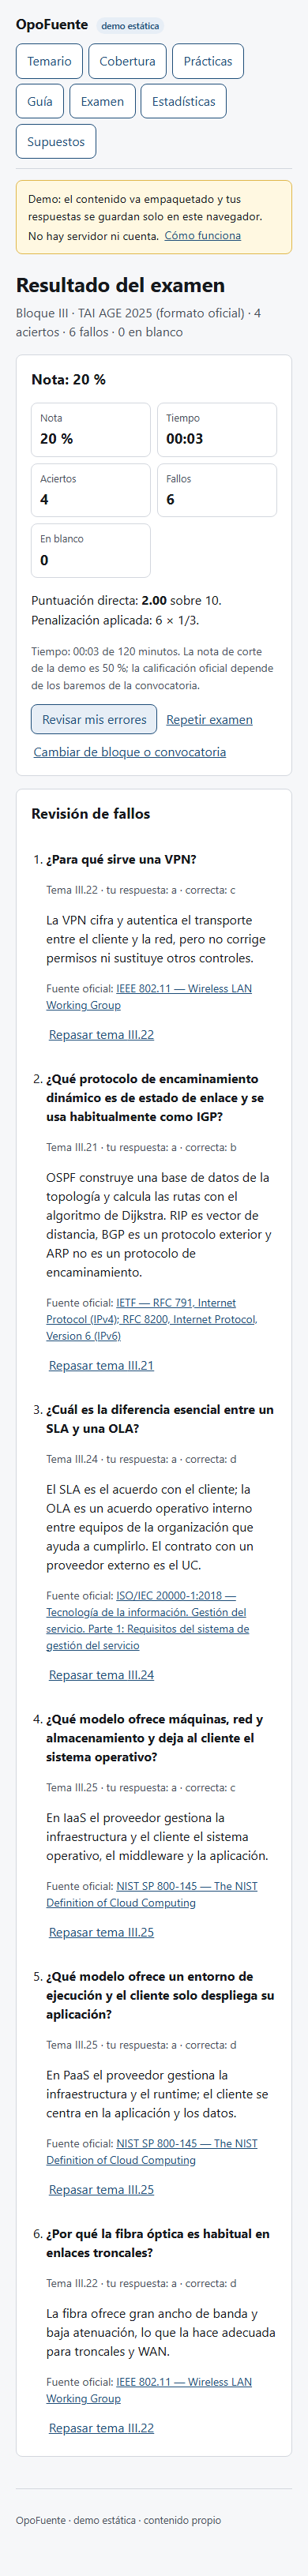 OpoFuente demo estática
Temario Cobertura Prácticas
Guía Examen Estadísticas
Supuestos
Demo: el contenido va empaquetado y tus
respuestas se guardan solo en este navegador.
No hay servidor ni cuenta. Cómo funciona
Resultado del examen
Bloque III · TAI AGE 2025 (formato oficial) · 4
aciertos · 6 fallos · 0 en blanco
Nota: 20 %
Nota Tiempo
20 % 00:03
Aciertos Fallos
4 6
En blanco
0
Puntuación directa: 2.00 sobre 10.
Penalización aplicada: 6 × 1/3.
Tiempo: 00:03 de 120 minutos. La nota de corte
de la demo es 50 %; la calificación oficial depende
de los baremos de la convocatoria.
Revisar mis errores Repetir examen
Cambiar de bloque o convocatoria
Revisión de fallos
1. ¿Para qué sirve una VPN?
Tema III.22 · tu respuesta: a · correcta: c
La VPN cifra y autentica el transporte
entre el cliente y la red, pero no corrige
permisos ni sustituye otros controles.
Fuente oficial: IEEE 802.11 — Wireless LAN
Working Group
Repasar tema III.22
2. ¿Qué protocolo de encaminamiento
dinámico es de estado de enlace y se
usa habitualmente como IGP?
Tema III.21 · tu respuesta: a · correcta: b
OSPF construye una base de datos de la
topología y calcula las rutas con el
algoritmo de Dijkstra. RIP es vector de
distancia, BGP es un protocolo exterior y
ARP no es un protocolo de
encaminamiento.
Fuente oficial: IETF — RFC 791, Internet
Protocol (IPv4); RFC 8200, Internet Protocol,
Version 6 (IPv6)
Repasar tema III.21
3. ¿Cuál es la diferencia esencial entre un
SLA y una OLA?
Tema III.24 · tu respuesta: a · correcta: d
El SLA es el acuerdo con el cliente; la
OLA es un acuerdo operativo interno
entre equipos de la organización que
ayuda a cumplirlo. El contrato con un
proveedor externo es el UC.
Fuente oficial: ISO/IEC 20000-1:2018 —
Tecnología de la información. Gestión del
servicio. Parte 1: Requisitos del sistema de
gestión del servicio
Repasar tema III.24
4. ¿Qué modelo ofrece máquinas, red y
almacenamiento y deja al cliente el
sistema operativo?
Tema III.25 · tu respuesta: a · correcta: c
En IaaS el proveedor gestiona la
infraestructura y el cliente el sistema
operativo, el middleware y la aplicación.
Fuente oficial: NIST SP 800-145 — The NIST
Definition of Cloud Computing
Repasar tema III.25
5. ¿Qué modelo ofrece un entorno de
ejecución y el cliente solo despliega su
aplicación?
Tema III.25 · tu respuesta: a · correcta: d
En PaaS el proveedor gestiona la
infraestructura y el runtime; el cliente se
centra en la aplicación y los datos.
Fuente oficial: NIST SP 800-145 — The NIST
Definition of Cloud Computing
Repasar tema III.25
6. ¿Por qué la fibra óptica es habitual en
enlaces troncales?
Tema III.22 · tu respuesta: a · correcta: d
La fibra ofrece gran ancho de banda y
baja atenuación, lo que la hace adecuada
para troncales y WAN.
Fuente oficial: IEEE 802.11 — Wireless LAN
Working Group
Repasar tema III.22
OpoFuente · demo estática · contenido propio